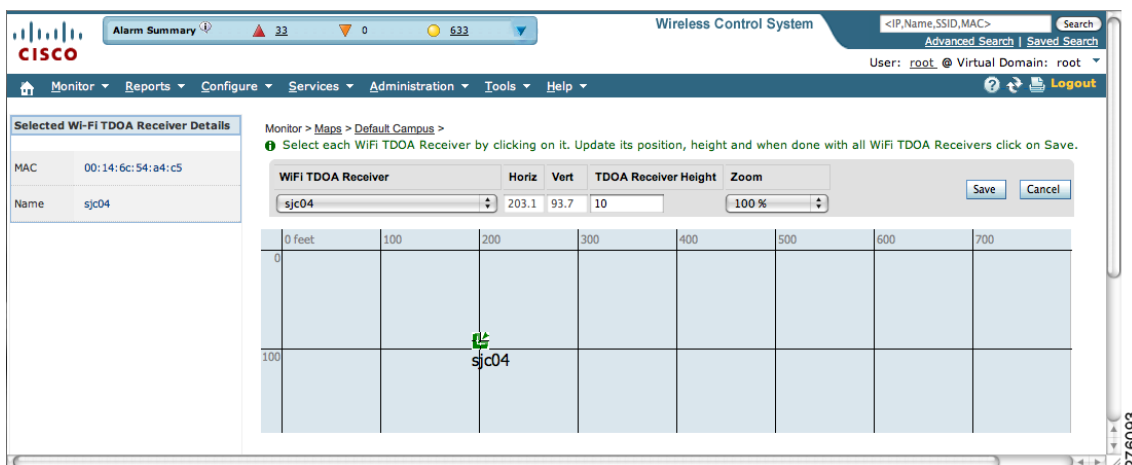 Alarm Summary 33 0 633
Wireless Control System
<IP,Name,SSID,MAC> Search
Advanced Search | Saved Search
CISCO
User: root @ Virtual Domain: root
Monitor Reports Configure Services Administration Tools Help Logout
Selected Wi-Fi TDOA Receiver Details
MAC 00:14:6c:54:a4:c5
Name sjc04
Monitor > Maps > Default Campus >
Select each WiFi TDOA Receiver by clicking on it. Update its position, height and when done with all WiFi TDOA Receivers click on Save.
WiFi TDOA Receiver Horiz Vert TDOA Receiver Height Zoom
sjc04 203.1 93.7 10 100 %
Save Cancel
0 feet 100 200 300 400 500 600 700
0
100
sjc04
276093